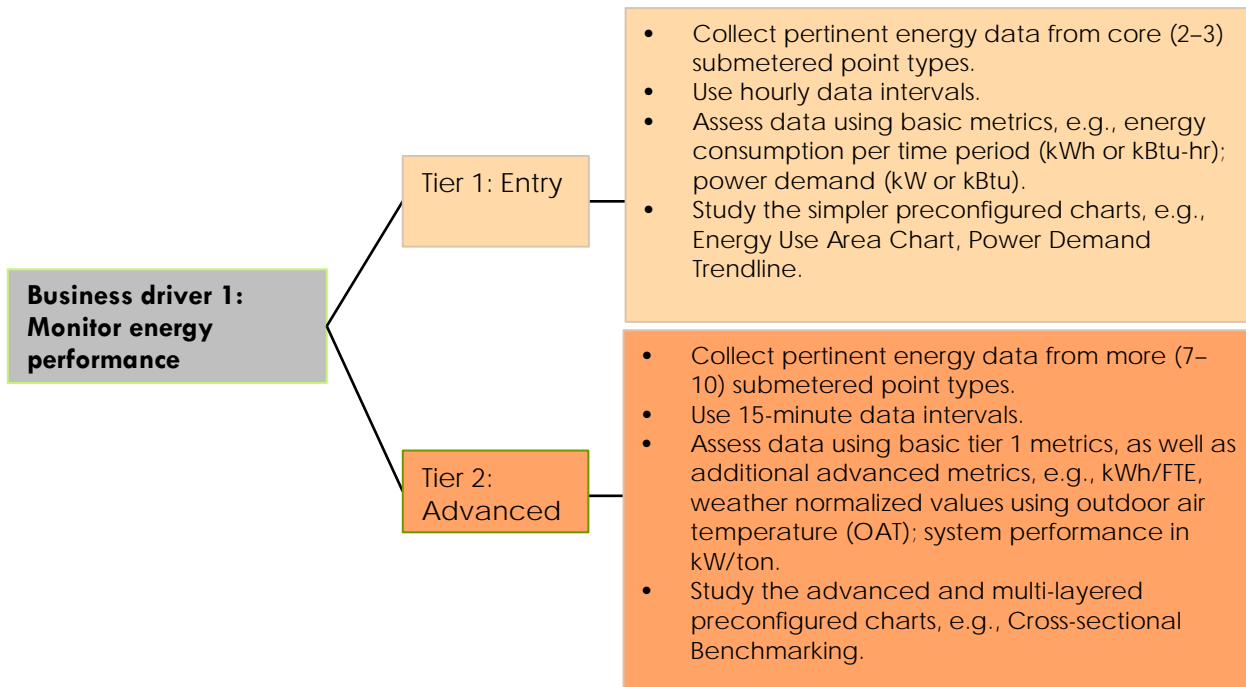 Business driver 1:
Monitor energy
performance
Tier 1: Entry
• Collect pertinent energy data from core (2–3)
submetered point types.
• Use hourly data intervals.
• Assess data using basic metrics, e.g., energy
consumption per time period (kWh or kBtu-hr);
power demand (kW or kBtu).
• Study the simpler preconfigured charts, e.g.,
Energy Use Area Chart, Power Demand
Trendline.
Tier 2:
Advanced
• Collect pertinent energy data from more (7–
10) submetered point types.
• Use 15-minute data intervals.
• Assess data using basic tier 1 metrics, as well as
additional advanced metrics, e.g., kWh/FTE,
weather normalized values using outdoor air
temperature (OAT); system performance in
kW/ton.
• Study the advanced and multi-layered
preconfigured charts, e.g., Cross-sectional
Benchmarking.